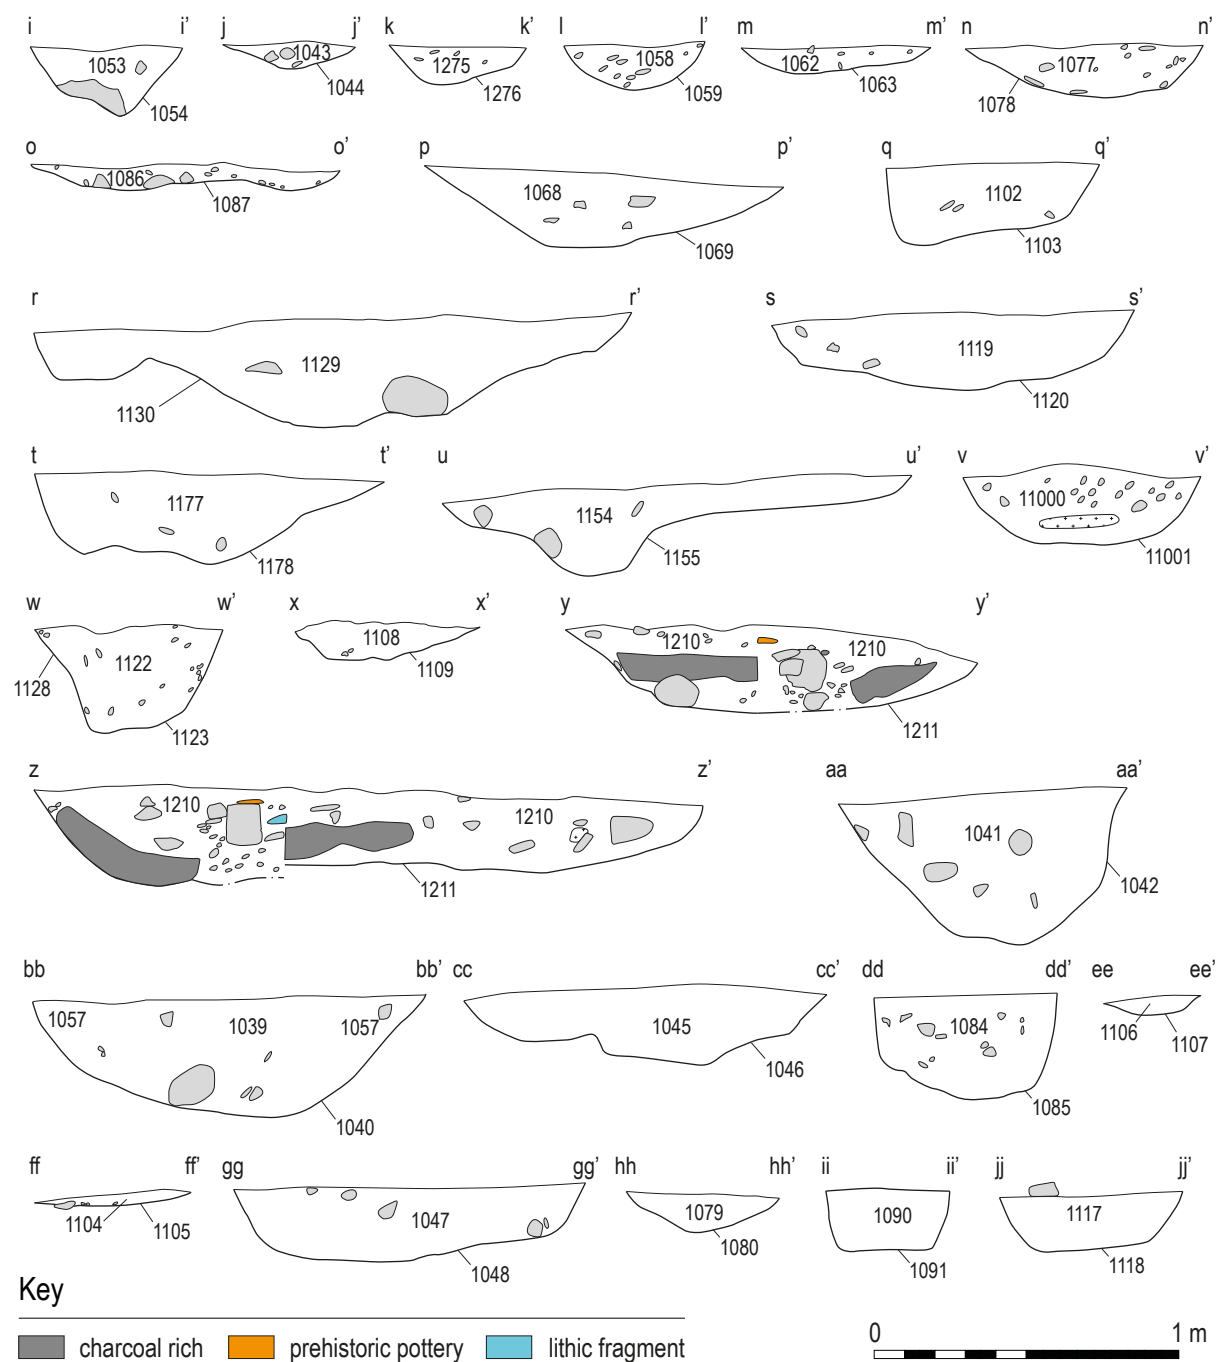 i i’ j j’ k k’ l l’ m m’ n n’
1053 1043 1275 1058 1062 1077
1054 1044 1276 1059 1063 1078
o o’ p p’ q q’
1086 1068 1102
1087 1069 1103
r r’ s s’
1129 1119
1130 1120
t t’ u u’ v v’
1177 1154 11000
1178 1155 11001
w w’ x x’ y y’
1122 1108 1210 1210
1128 1123 1109 1211
z z’ aa aa’
1210 1210 1041
1211 1042
bb bb’ cc cc’ dd dd’ ee ee’
1057 1039 1057 1045 1084 1106 1107
1040 1046 1085
ff ff’ gg gg’ hh hh’ ii ii’ jj jj’
1104 1105 1047 1079 1090 1117
1048 1080 1091 1118
Key
charcoal rich prehistoric pottery lithic fragment
0 1 m